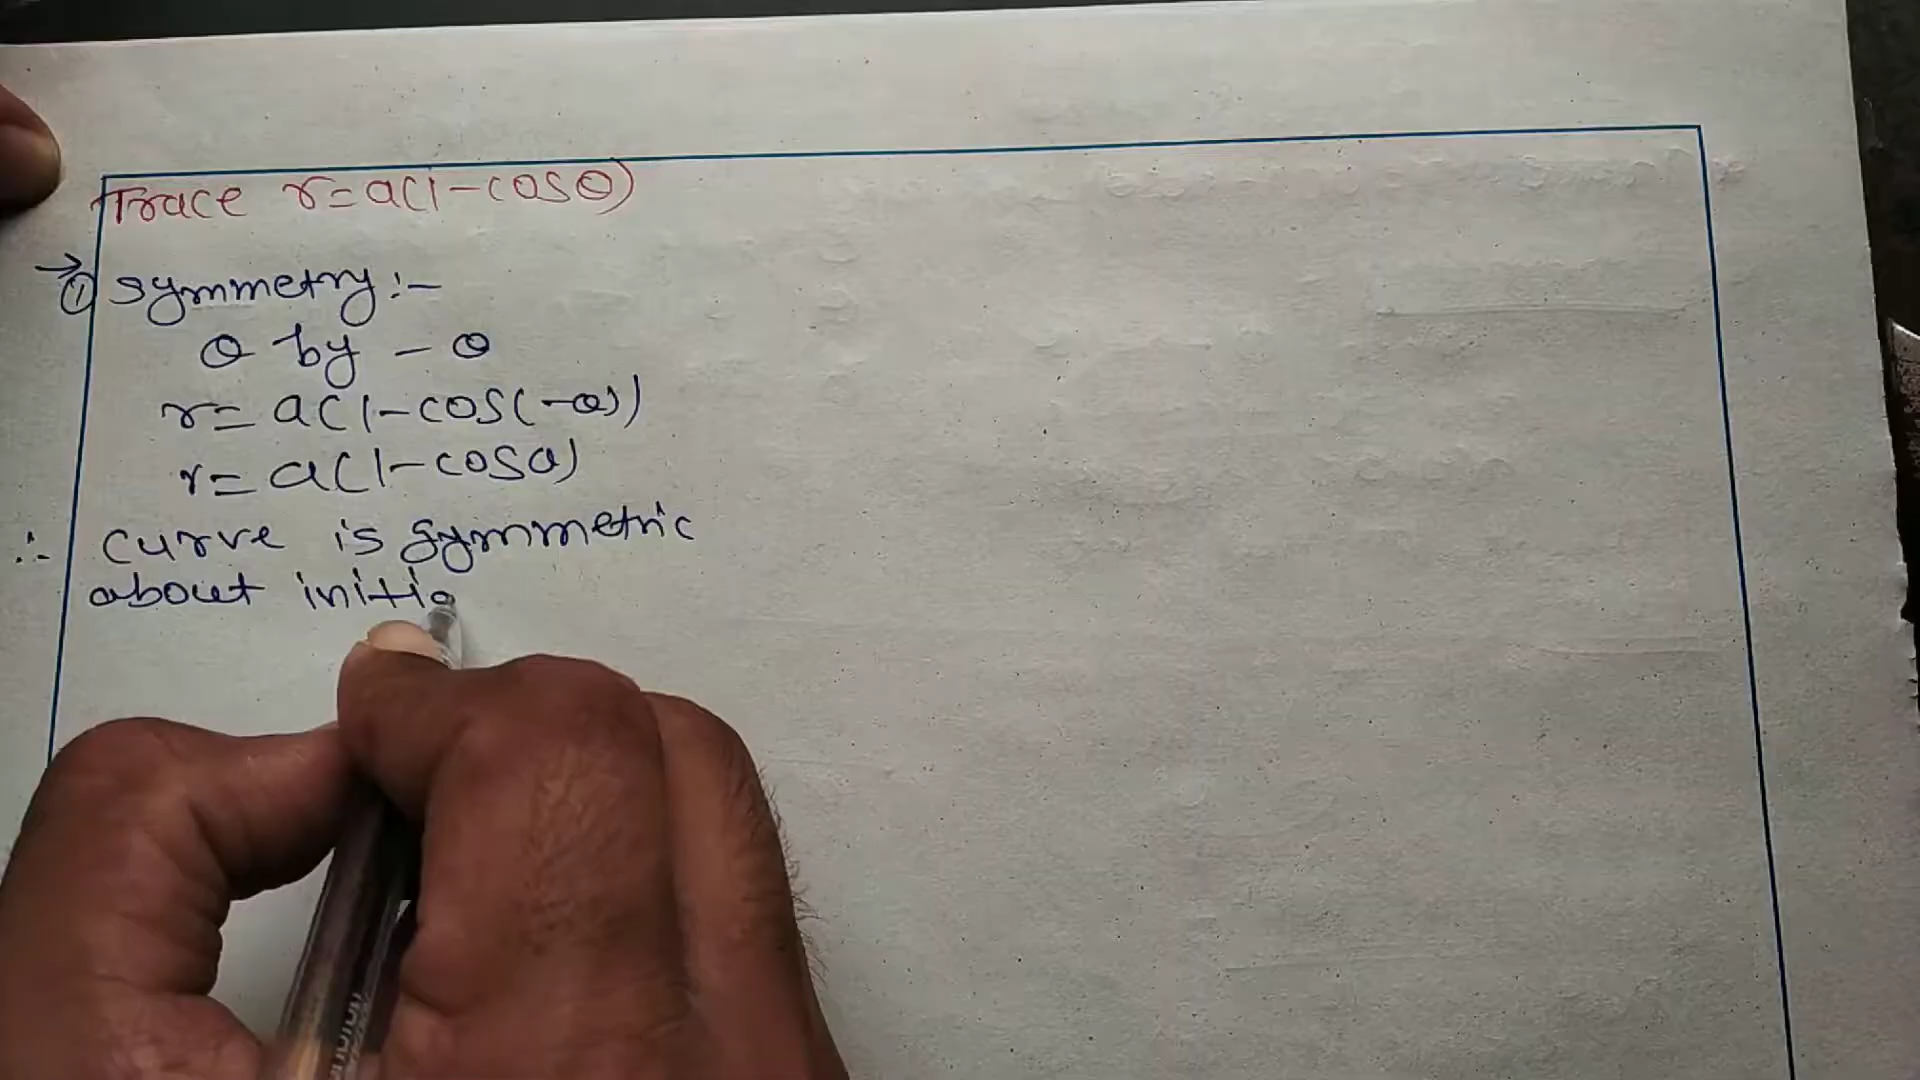 Trace r=a(1-cosθ)
→ ① Symmetry:-
θ by -θ
r= a(1-cos(-θ))
r= a(1-cosθ)
∴ curve is symmetric
about initia